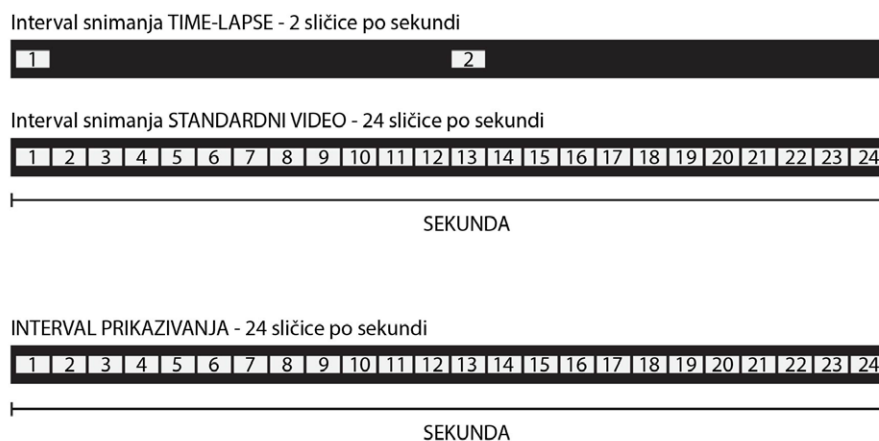 Interval snimanja TIME-LAPSE - 2 sličice po sekundi
1 2
Interval snimanja STANDARDNI VIDEO - 24 sličice po sekundi
1 2 3 4 5 6 7 8 9 10 11 12 13 14 15 16 17 18 19 20 21 22 23 24
SEKUNDA
INTERVAL PRIKAZIVANJA - 24 sličice po sekundi
1 2 3 4 5 6 7 8 9 10 11 12 13 14 15 16 17 18 19 20 21 22 23 24
SEKUNDA